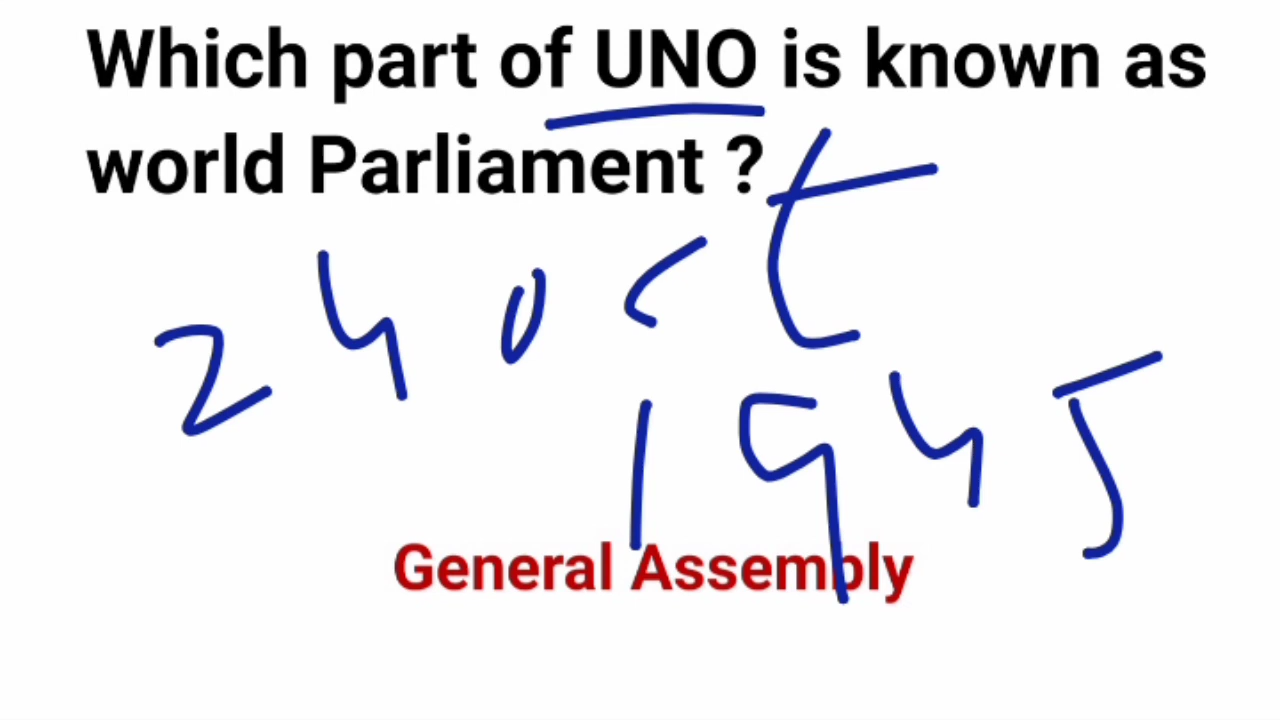 Which part of UNO is known as
world Parliament ?
24 oct
1945
General Assembly